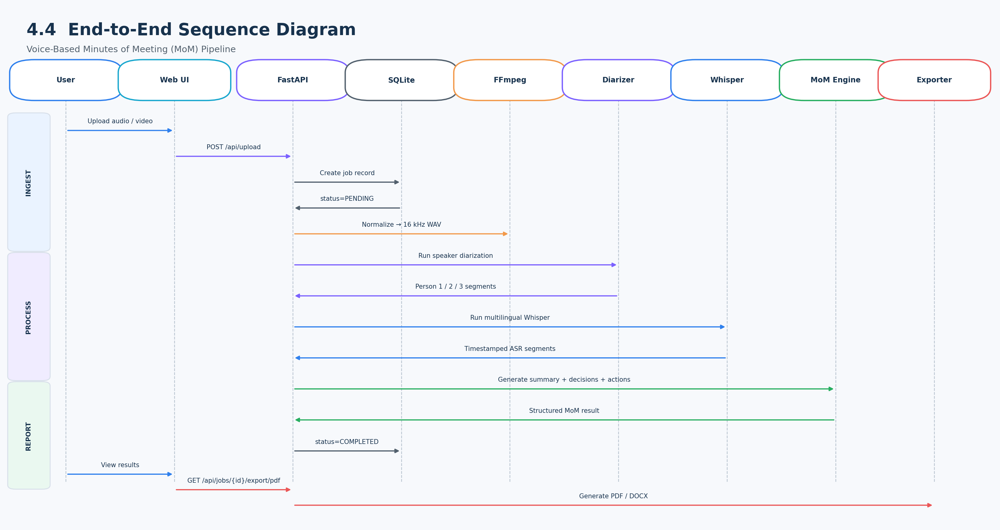 4.4 End-to-End Sequence Diagram
Voice-Based Minutes of Meeting (MoM) Pipeline
User
Web UI
FastAPI
SQLite
FFmpeg
Diarizer
Whisper
MoM Engine
Exporter
INGEST
Upload audio / video
POST /api/upload
Create job record
status=PENDING
Normalize → 16 kHz WAV
PROCESS
Run speaker diarization
Person 1 / 2 / 3 segments
Run multilingual Whisper
Timestamped ASR segments
REPORT
Generate summary + decisions + actions
Structured MoM result
status=COMPLETED
View results
GET /api/jobs/{id}/export/pdf
Generate PDF / DOCX